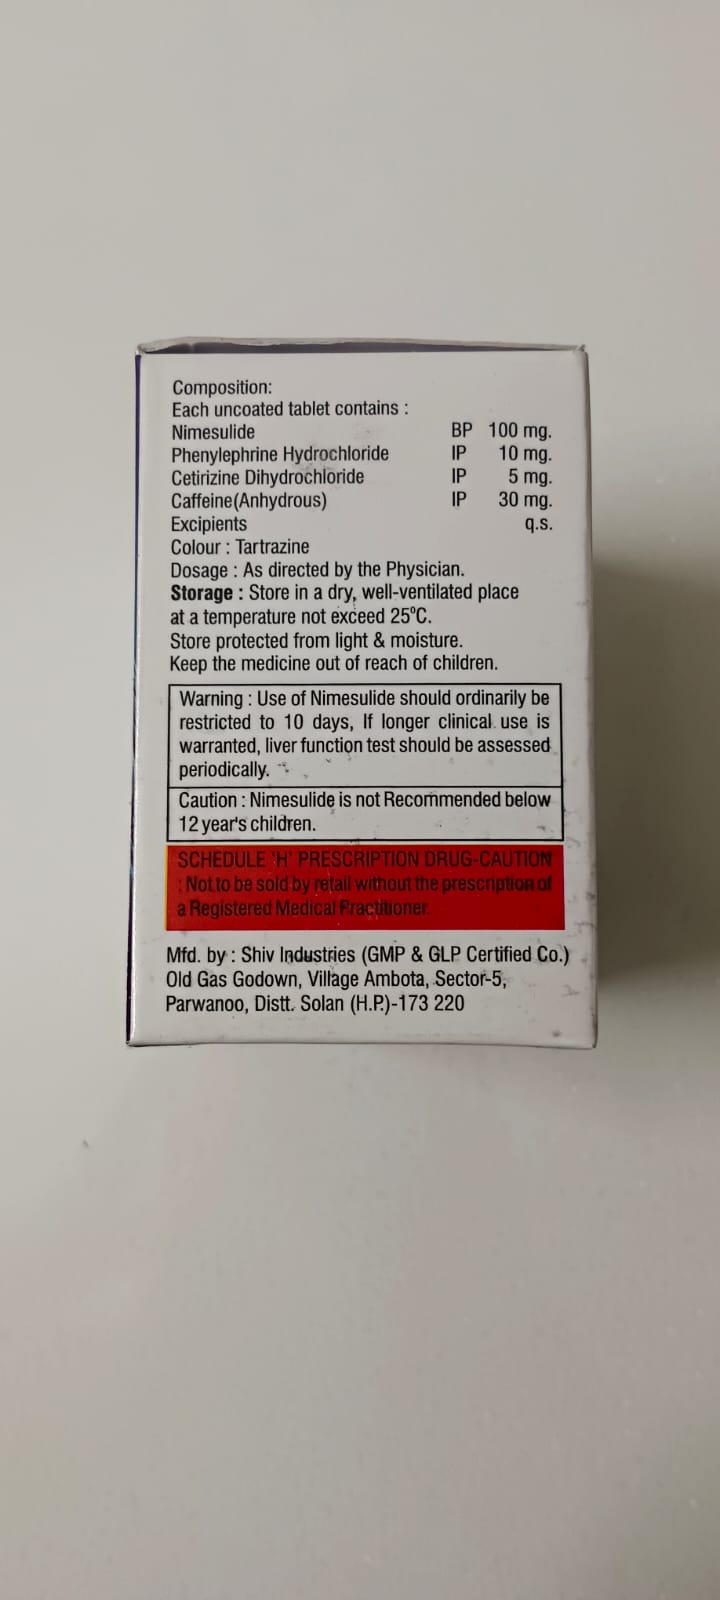 Composition:
Each uncoated tablet contains :
Nimesulide BP 100 mg.
Phenylephrine Hydrochloride IP 10 mg.
Cetirizine Dihydrochloride IP 5 mg.
Caffeine(Anhydrous) IP 30 mg.
Excipients q.s.
Colour : Tartrazine
Dosage : As directed by the Physician.
Storage : Store in a dry, well-ventilated place
at a temperature not exceed 25°C.
Store protected from light & moisture.
Keep the medicine out of reach of children.
Warning : Use of Nimesulide should ordinarily be
restricted to 10 days, If longer clinical use is
warranted, liver function test should be assessed
periodically.
Caution : Nimesulide is not Recommended below
12 year's children.
SCHEDULE 'H' PRESCRIPTION DRUG-CAUTION
: Not to be sold by retail without the prescription of
a Registered Medical Practitioner.
Mfd. by : Shiv Industries (GMP & GLP Certified Co.)
Old Gas Godown, Village Ambota, Sector-5,
Parwanoo, Distt. Solan (H.P.)-173 220